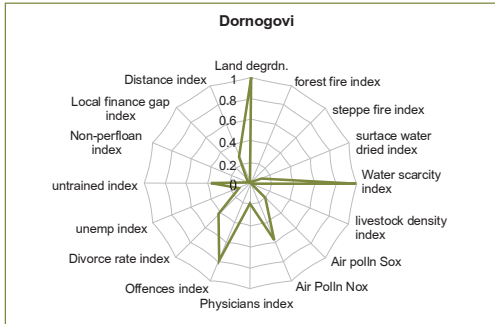 Dornogovi
Land degrdn.
forest fire index
steppe fire index
surtace water
dried index
Water scarcity
index
livestock density
index
Air polln Sox
Air Polln Nox
Physicians index
Offences index
Divorce rate index
unemp index
untrained index
Non-perfloan
index
Local finance gap
index
Distance index
1
0.8
0.6
0.4
0.2
0